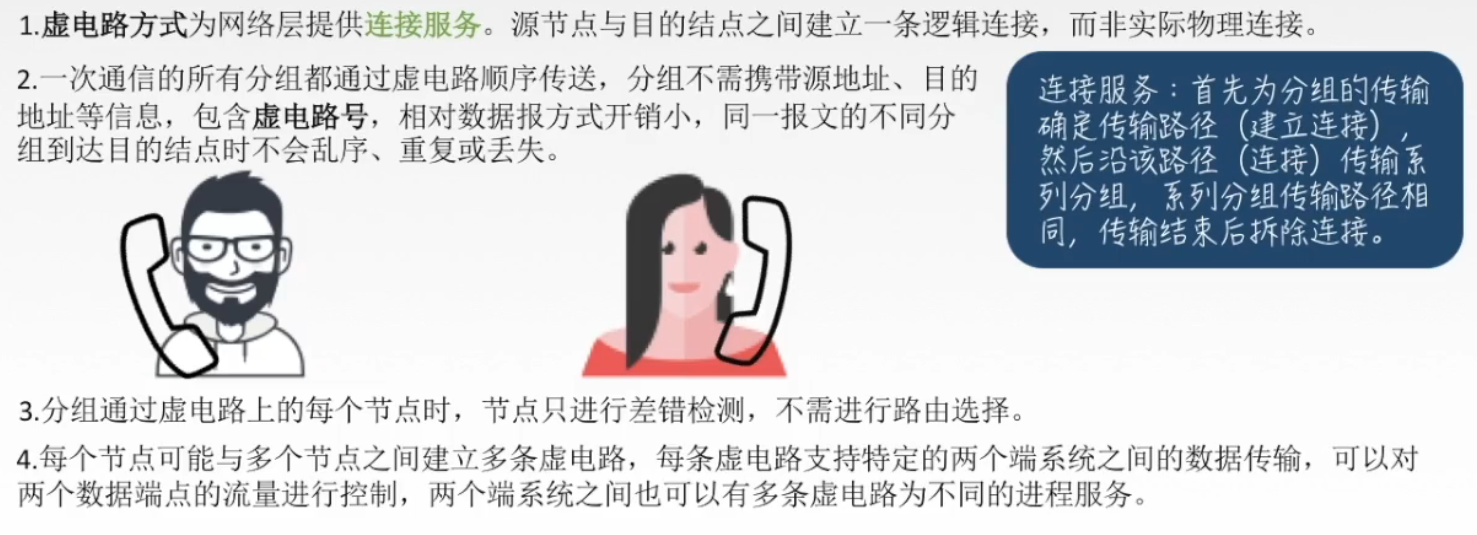 1.虚电路方式为网络层提供连接服务。源节点与目的结点之间建立一条逻辑连接，而非实际物理连接。
2.一次通信的所有分组都通过虚电路顺序传送，分组不需携带源地址、目的
地址等信息，包含虚电路号，相对数据报方式开销小，同一报文的不同分
组到达目的结点时不会乱序、重复或丢失。
连接服务：首先为分组的传输
确定传输路径（建立连接），
然后沿该路径（连接）传输系
列分组，系列分组传输路径相
同，传输结束后拆除连接。
3.分组通过虚电路上的每个节点时，节点只进行差错检测，不需进行路由选择。
4.每个节点可能与多个节点之间建立多条虚电路，每条虚电路支持特定的两个端系统之间的数据传输，可以对
两个数据端点的流量进行控制，两个端系统之间也可以有多条虚电路为不同的进程服务。